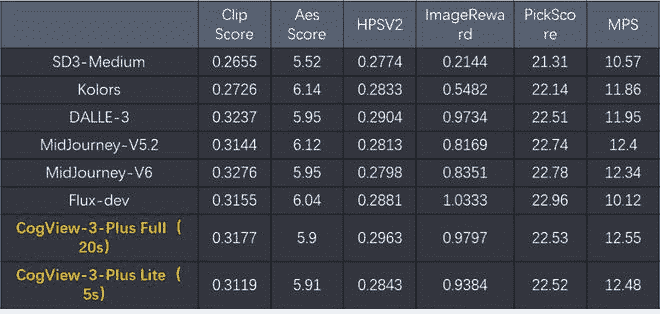 Clip Score Aes Score HPSV2 ImageReward PickScore MPS
SD3-Medium 0.2655 5.52 0.2774 0.2144 21.31 10.57
Kolors 0.2726 6.14 0.2833 0.5482 22.14 11.86
DALLE-3 0.3237 5.95 0.2904 0.9734 22.51 11.95
MidJourney-V5.2 0.3144 6.12 0.2813 0.8169 22.74 12.4
MidJourney-V6 0.3276 5.95 0.2798 0.8351 22.78 12.34
Flux-dev 0.3155 6.04 0.2881 1.0333 22.96 10.12
CogView-3-Plus Full（20s） 0.3177 5.9 0.2963 0.9797 22.53 12.55
CogView-3-Plus Lite（5s） 0.3119 5.91 0.2843 0.9384 22.52 12.48